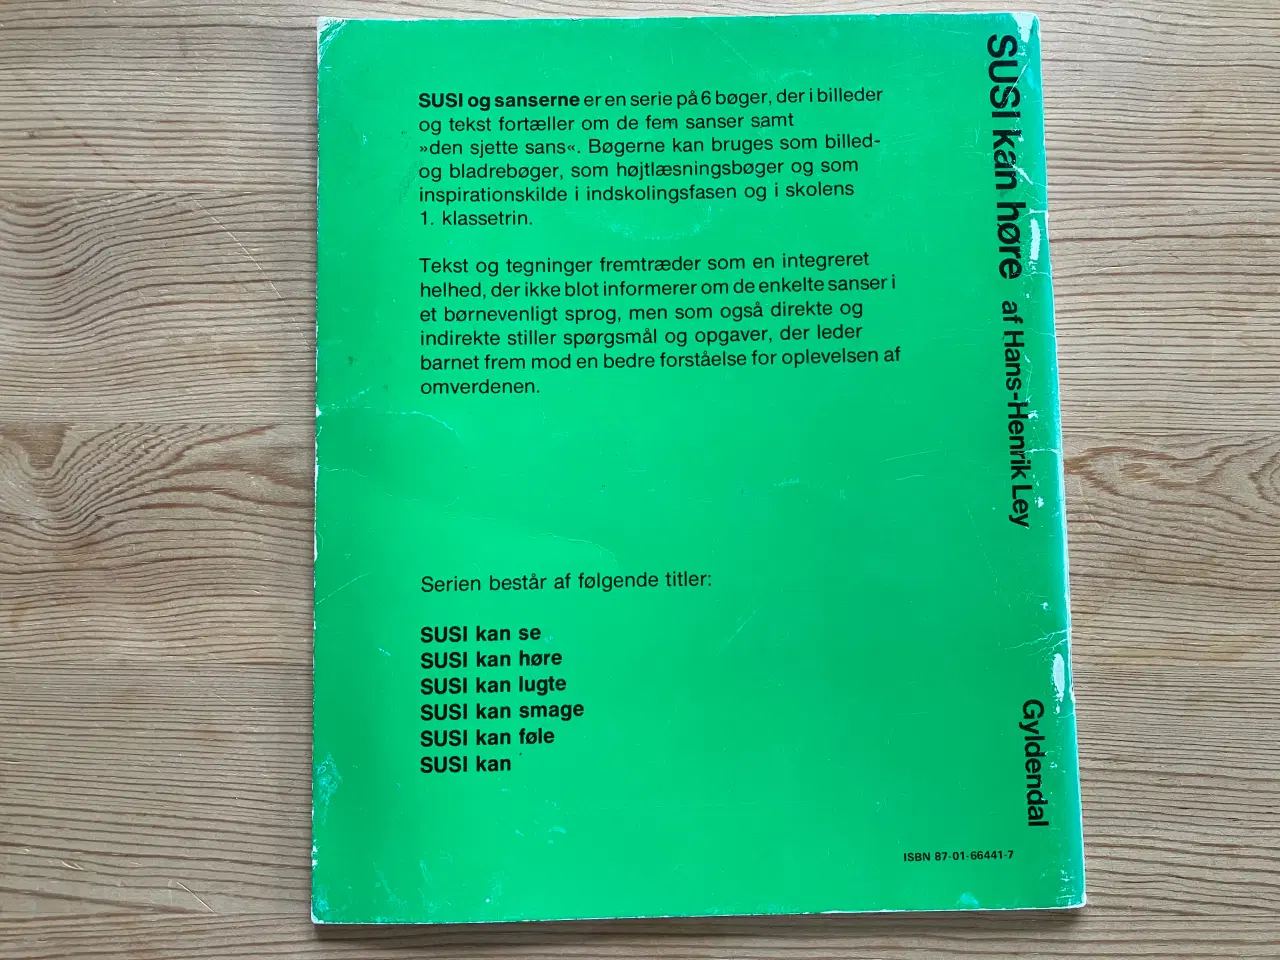 SUSI og sanserne er en serie på 6 bøger, der i billeder
og tekst fortæller om de fem sanser samt
»den sjette sans«. Bøgerne kan bruges som billed-
og bladrebøger, som højtlæsningsbøger og som
inspirationskilde i indskolingsfasen og i skolens
1. klassetrin.
Tekst og tegninger fremtræder som en integreret
helhed, der ikke blot informerer om de enkelte sanser i
et børnevenligt sprog, men som også direkte og
indirekte stiller spørgsmål og opgaver, der leder
barnet frem mod en bedre forståelse for oplevelsen af
omverdenen.
Serien består af følgende titler:
SUSI kan se
SUSI kan høre
SUSI kan lugte
SUSI kan smage
SUSI kan føle
SUSI kan
SUSI kan høre af Hans-Henrik Ley Gyldendal
ISBN 87-01-66441-7